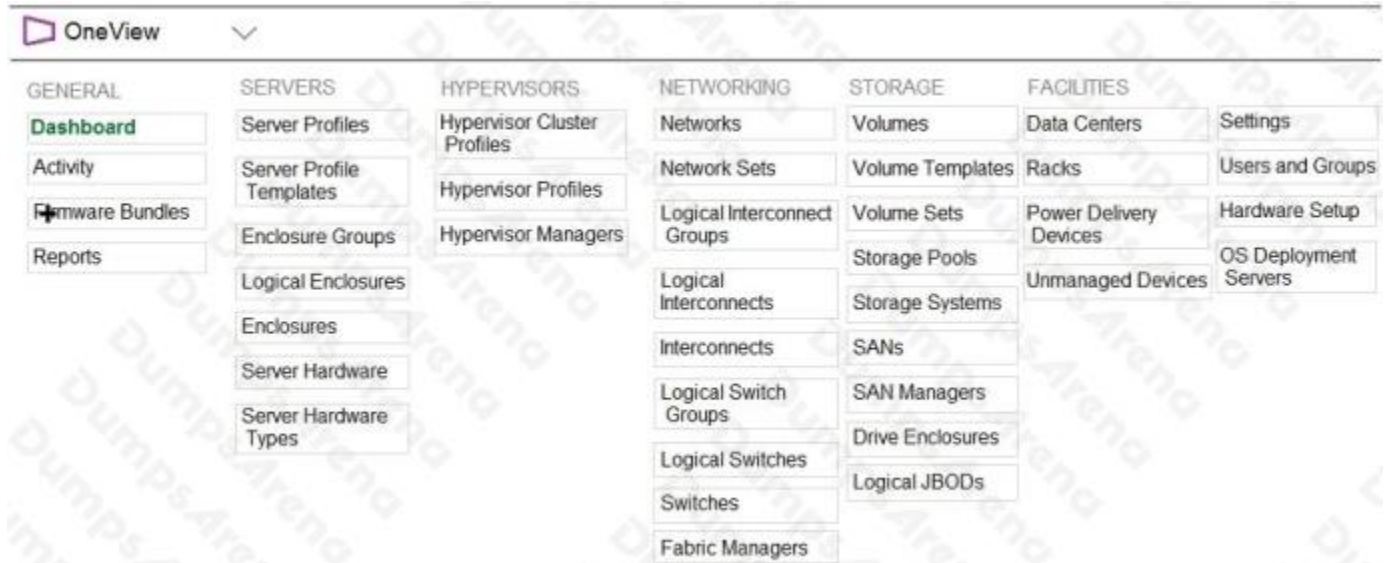 OneView
GENERAL
Dashboard
Activity
Firmware Bundles
Reports
SERVERS
Server Profiles
Server Profile
Templates
Enclosure Groups
Logical Enclosures
Enclosures
Server Hardware
Server Hardware
Types
HYPERVISORS
Hypervisor Cluster
Profiles
Hypervisor Profiles
Hypervisor Managers
NETWORKING
Networks
Network Sets
Logical Interconnect
Groups
Logical
Interconnects
Interconnects
Logical Switch
Groups
Logical Switches
Switches
Fabric Managers
STORAGE
Volumes
Volume Templates
Volume Sets
Storage Pools
Storage Systems
SANs
SAN Managers
Drive Enclosures
Logical JBODs
FACILITIES
Data Centers
Racks
Power Delivery
Devices
Unmanaged Devices
Settings
Users and Groups
Hardware Setup
OS Deployment
Servers
DumpsArena